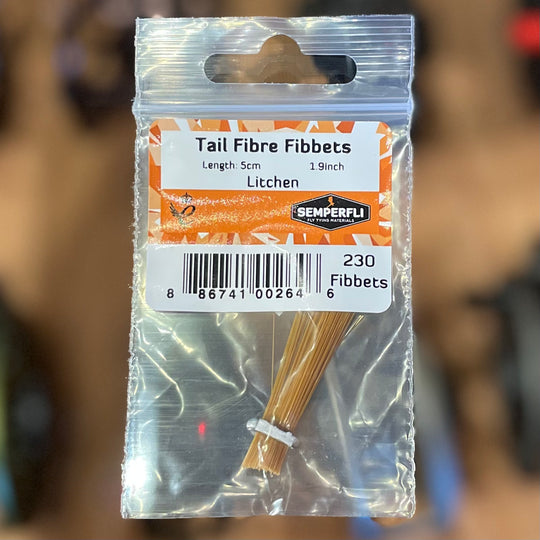 Tail Fibre Fibbets
Length: 5cm 1.9inch
Litchen
SEMPERFLI
FLY TYING MATERIALS
230
Fibbets
8 86741 00264 6